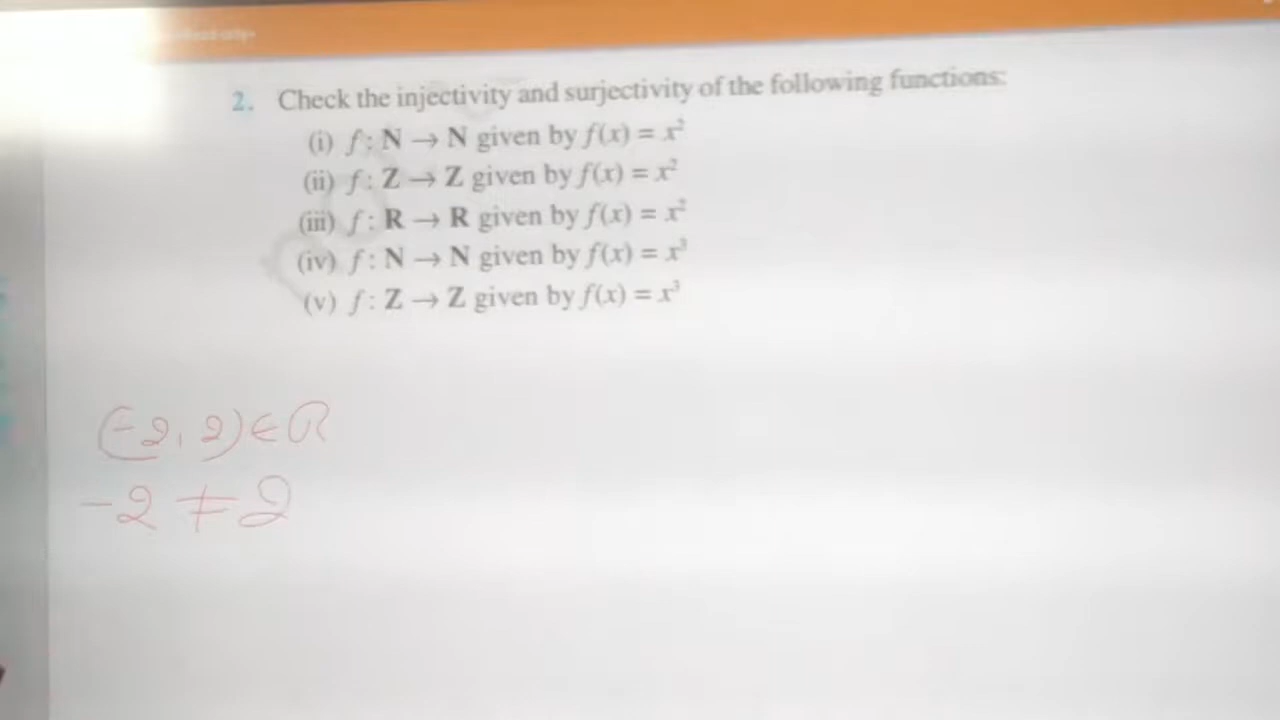 2. Check the injectivity and surjectivity of the following functions:
(i) f : N → N given by f(x) = x²
(ii) f : Z → Z given by f(x) = x²
(iii) f : R → R given by f(x) = x²
(iv) f : N → N given by f(x) = x³
(v) f : Z → Z given by f(x) = x³
(-2, 2) ∈ R
-2 ≠ 2